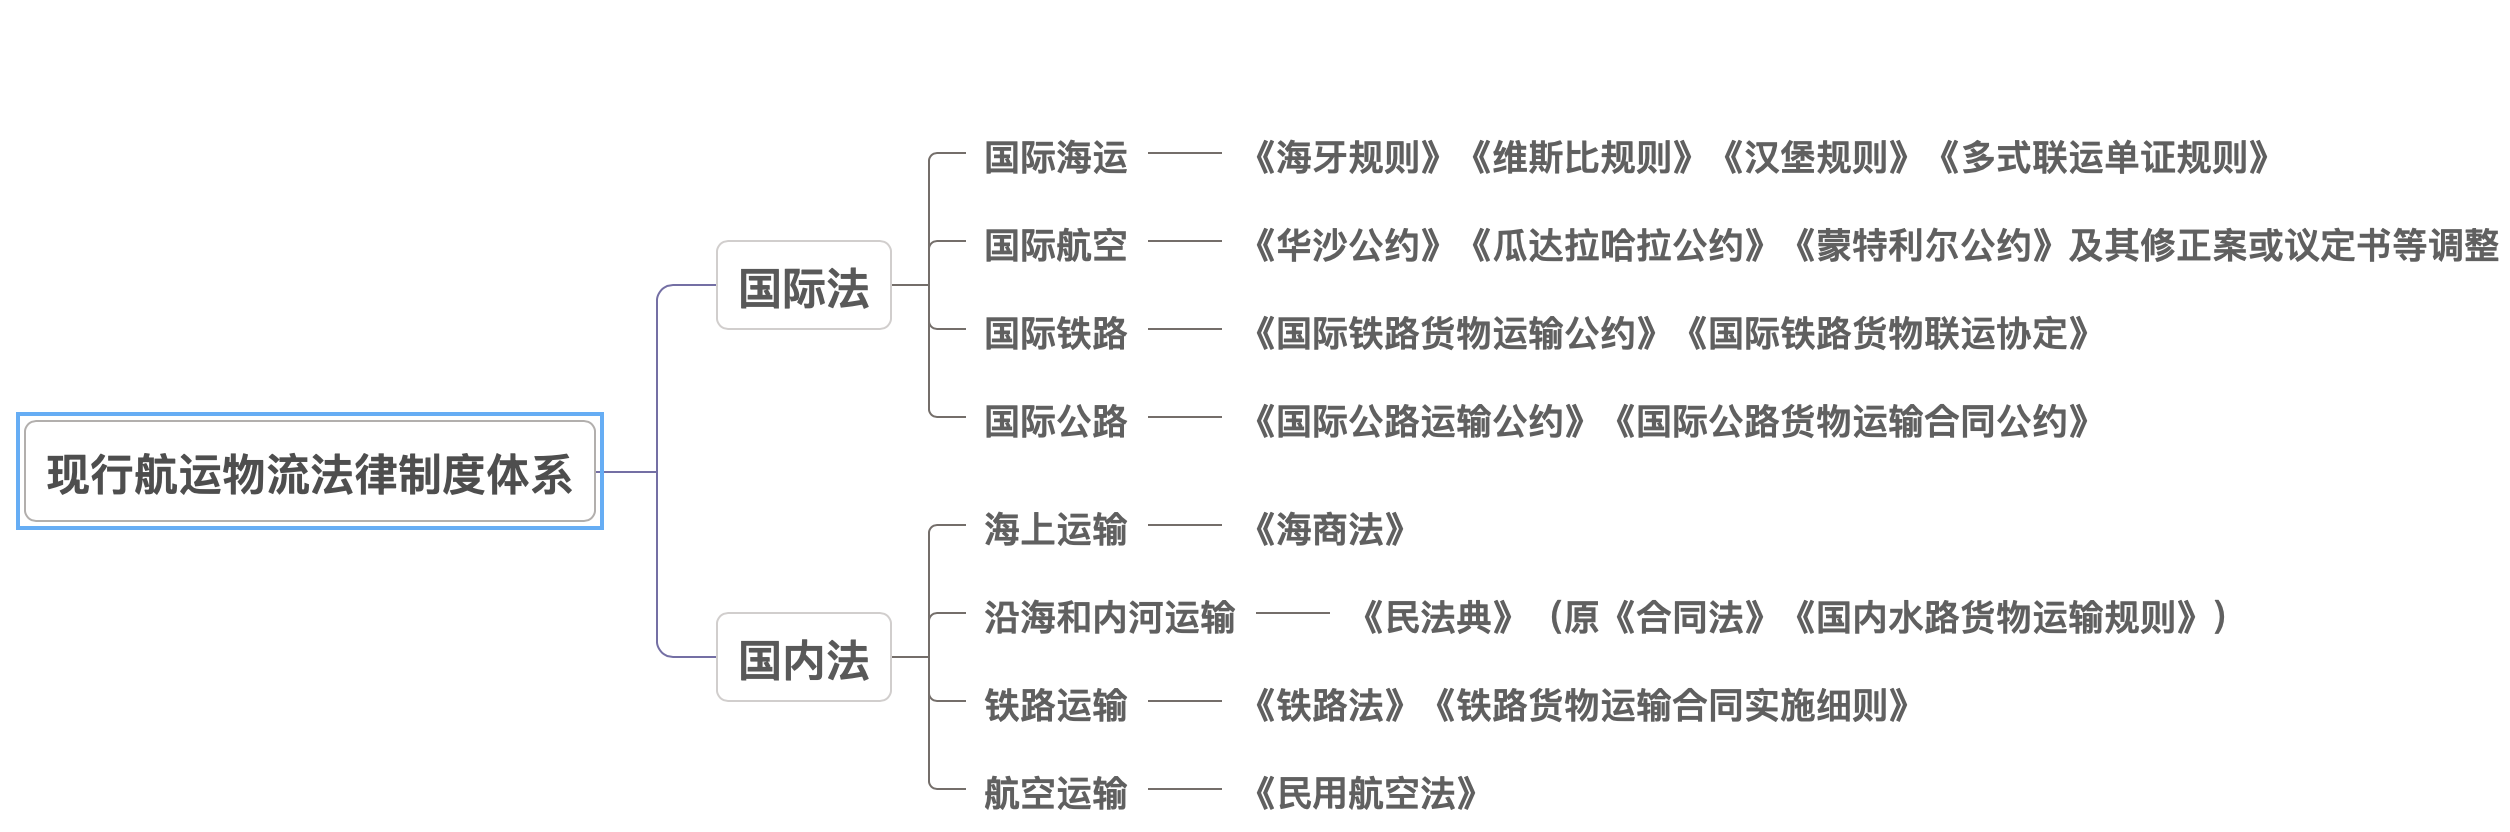 现行航运物流法律制度体系
国际法
国际海运
《海牙规则》《维斯比规则》《汉堡规则》《多式联运单证规则》
国际航空
《华沙公约》《瓜达拉哈拉公约》《蒙特利尔公约》及其修正案或议定书等调整
国际铁路
《国际铁路货物运输公约》《国际铁路货物联运协定》
国际公路
《国际公路运输公约》《国际公路货物运输合同公约》
国内法
海上运输
《海商法》
沿海和内河运输
《民法典》（原《合同法》《国内水路货物运输规则》）
铁路运输
《铁路法》《铁路货物运输合同实施细则》
航空运输
《民用航空法》